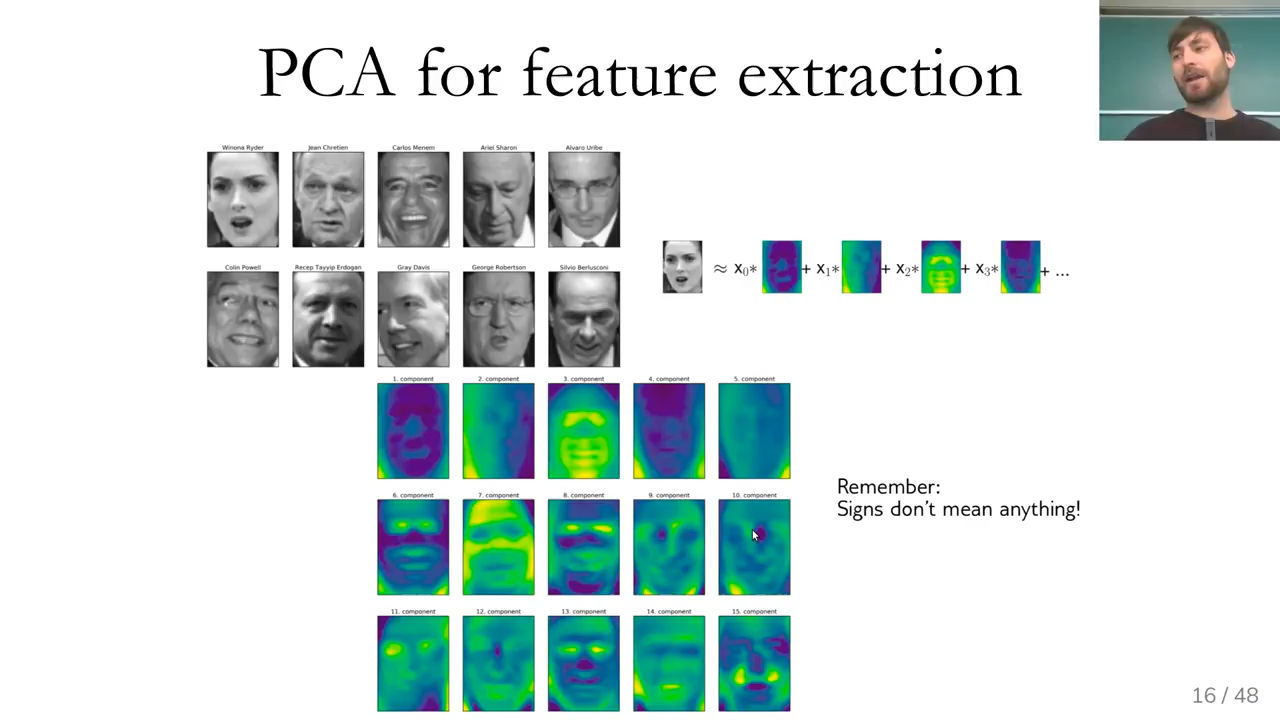 PCA for feature extraction
Winona Ryder Jean Chretien Carlos Menem Ariel Sharon Alvaro Uribe
Colin Powell Recep Tayyip Erdogan Gray Davis George Robertson Silvio Berlusconi
≈ x₀* + x₁* + x₂* + x₃* + ...
1. component 2. component 3. component 4. component 5. component
6. component 7. component 8. component 9. component 10. component
11. component 12. component 13. component 14. component 15. component
Remember:
Signs don't mean anything!
16 / 48